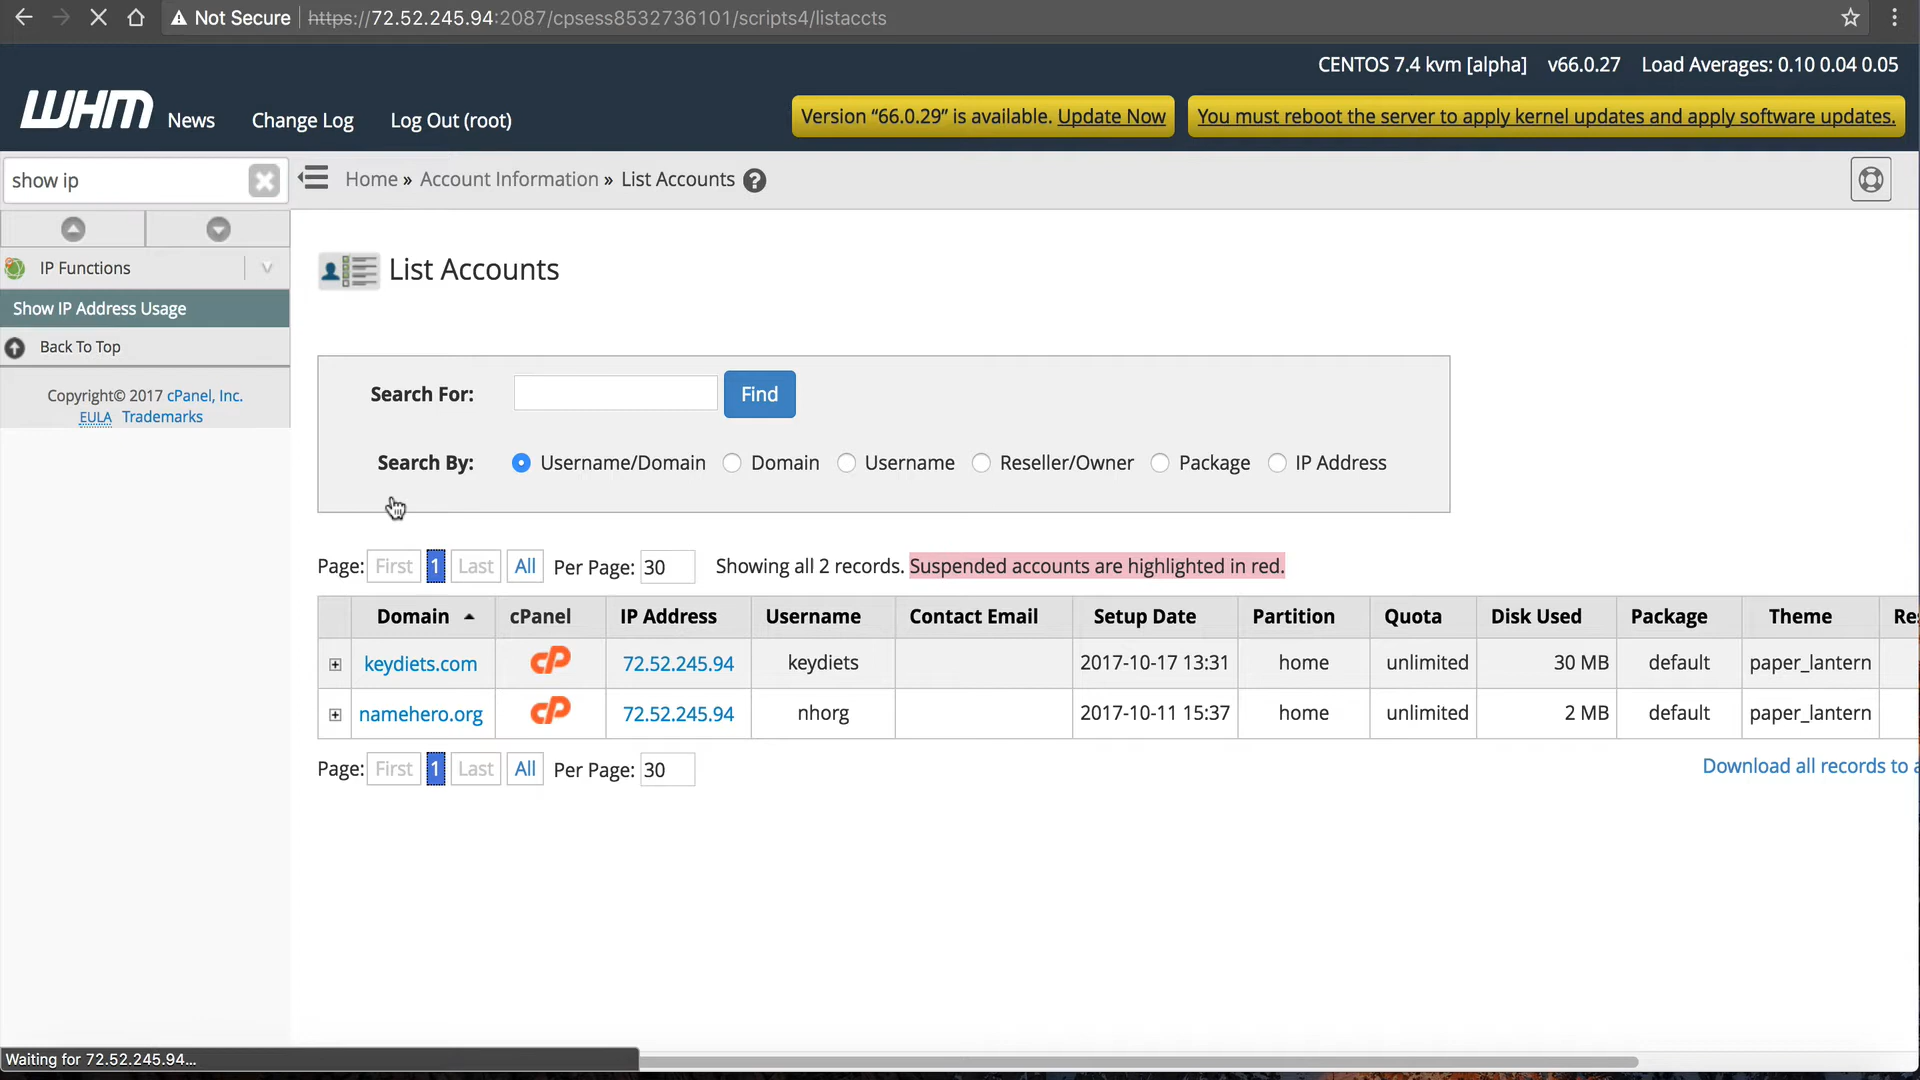 Not Secure https://72.52.245.94:2087/cpsess8532736101/scripts4/listaccts
CENTOS 7.4 kvm [alpha] v66.0.27 Load Averages: 0.10 0.04 0.05
WHM News Change Log Log Out (root) Version “66.0.29” is available. Update Now You must reboot the server to apply kernel updates and apply software updates.
show ip Home » Account Information » List Accounts ?
IP Functions
Show IP Address Usage
Back To Top
Copyright© 2017 cPanel, Inc.
EULA Trademarks
List Accounts
Search For: Find
Search By: Username/Domain Domain Username Reseller/Owner Package IP Address
Page: First 1 Last All Per Page: 30 Showing all 2 records. Suspended accounts are highlighted in red.
Domain cPanel IP Address Username Contact Email Setup Date Partition Quota Disk Used Package Theme Re
keydiets.com cP 72.52.245.94 keydiets 2017-10-17 13:31 home unlimited 30 MB default paper_lantern
namehero.org cP 72.52.245.94 nhorg 2017-10-11 15:37 home unlimited 2 MB default paper_lantern
Page: First 1 Last All Per Page: 30
Download all records to a
Waiting for 72.52.245.94...